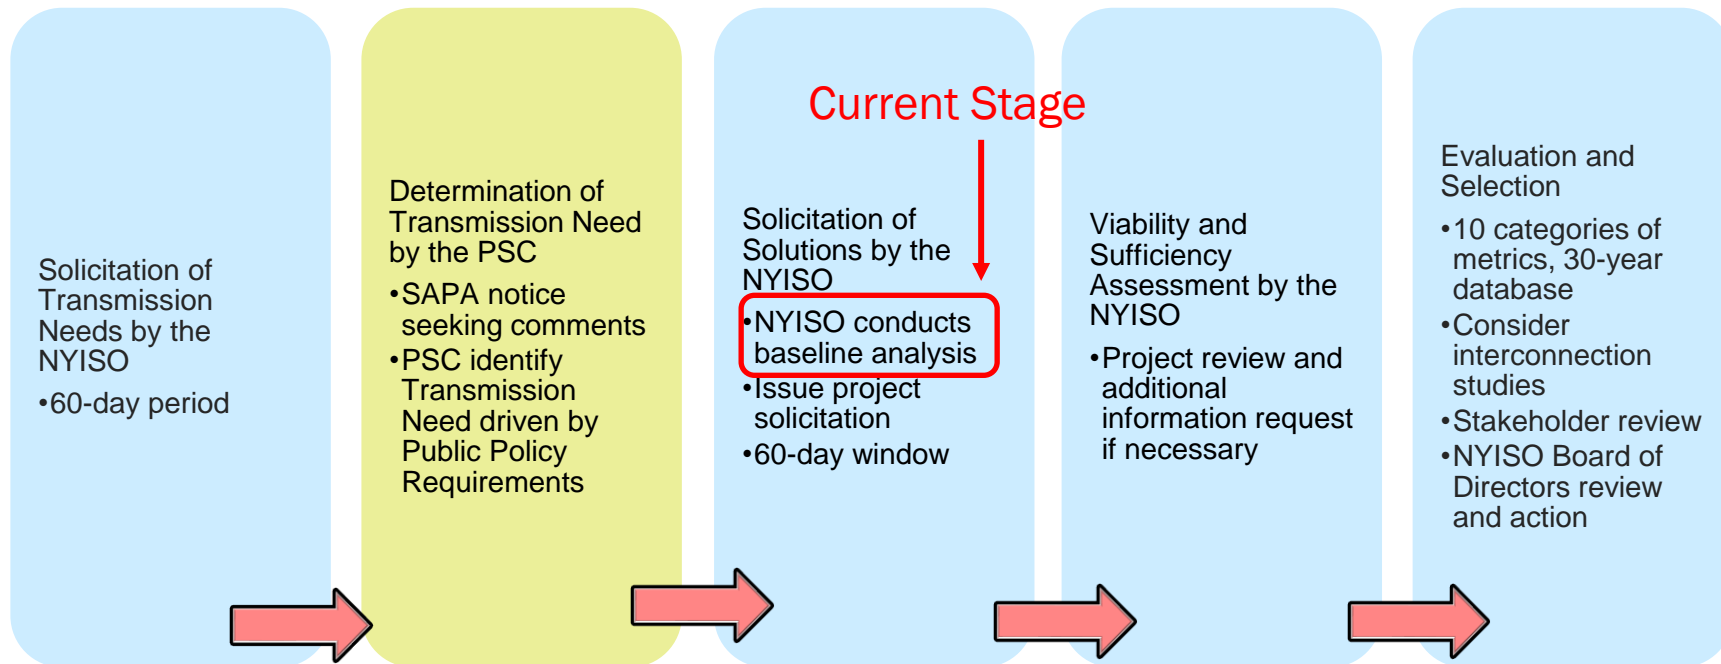 Solicitation of
Transmission
Needs by the
NYISO
•60-day period
Determination of
Transmission Need
by the PSC
•SAPA notice
seeking comments
•PSC identify
Transmission
Need driven by
Public Policy
Requirements
Current Stage
Solicitation of
Solutions by the
NYISO
•NYISO conducts
baseline analysis
•Issue project
solicitation
•60-day window
Viability and
Sufficiency
Assessment by the
NYISO
•Project review and
additional
information request
if necessary
Evaluation and
Selection
•10 categories of
metrics, 30-year
database
•Consider
interconnection
studies
•Stakeholder review
•NYISO Board of
Directors review
and action